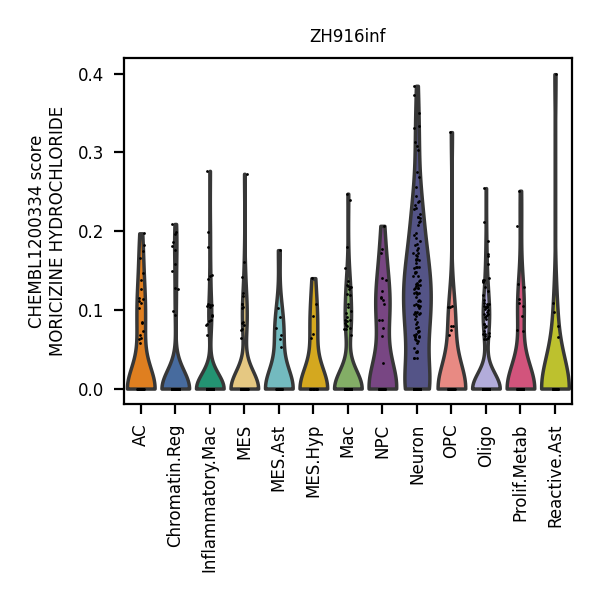 ZH916inf
CHEMBL1200334 score
MORICIZINE HYDROCHLORIDE
0.4
0.3
0.2
0.1
0.0
AC
Chromatin.Reg
Inflammatory.Mac
MES
MES.Ast
MES.Hyp
Mac
NPC
Neuron
OPC
Oligo
Prolif.Metab
Reactive.Ast